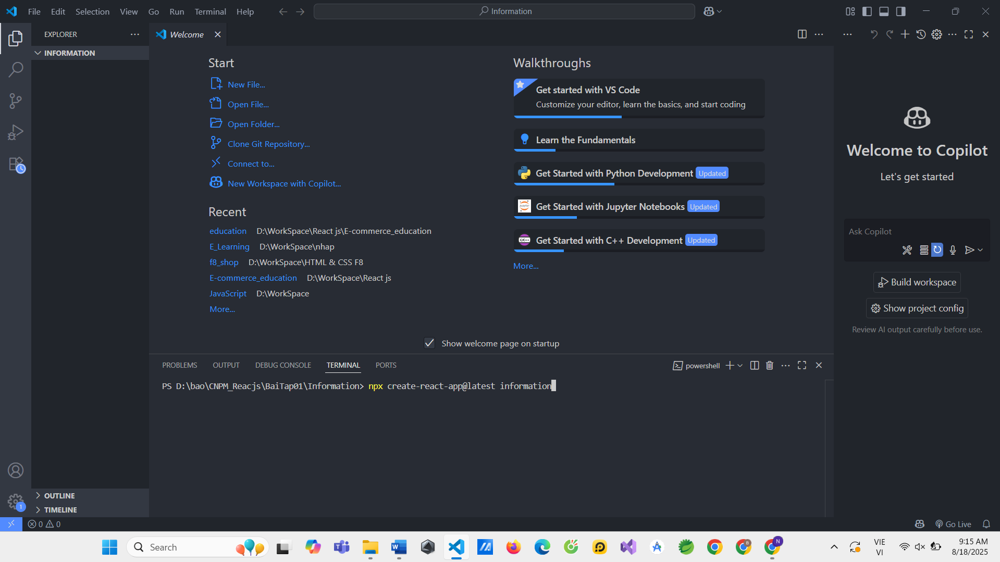 File Edit Selection View Go Run Terminal Help
Information
EXPLORER
INFORMATION
OUTLINE
TIMELINE
Welcome
Start
New File...
Open File...
Open Folder...
Clone Git Repository...
Connect to...
New Workspace with Copilot...
Recent
education D:\WorkSpace\React js\E-commerce_education
E_Learning D:\WorkSpace\nhap
f8_shop D:\WorkSpace\HTML & CSS F8
E-commerce_education D:\WorkSpace\React js
JavaScript D:\WorkSpace
More...
Walkthroughs
Get started with VS Code
Customize your editor, learn the basics, and start coding
Learn the Fundamentals
Get Started with Python Development Updated
Get Started with Jupyter Notebooks Updated
Get Started with C++ Development Updated
More...
Show welcome page on startup
PROBLEMS OUTPUT DEBUG CONSOLE TERMINAL PORTS
powershell
PS D:\bao\CNPM_Reacjs\BaiTap01\Information> npx create-react-app@latest information
Welcome to Copilot
Let's get started
Ask Copilot
Build workspace
Show project config
Review AI output carefully before use.
1
0 0
Go Live
Search
VIE
VI
9:15 AM
8/18/2025